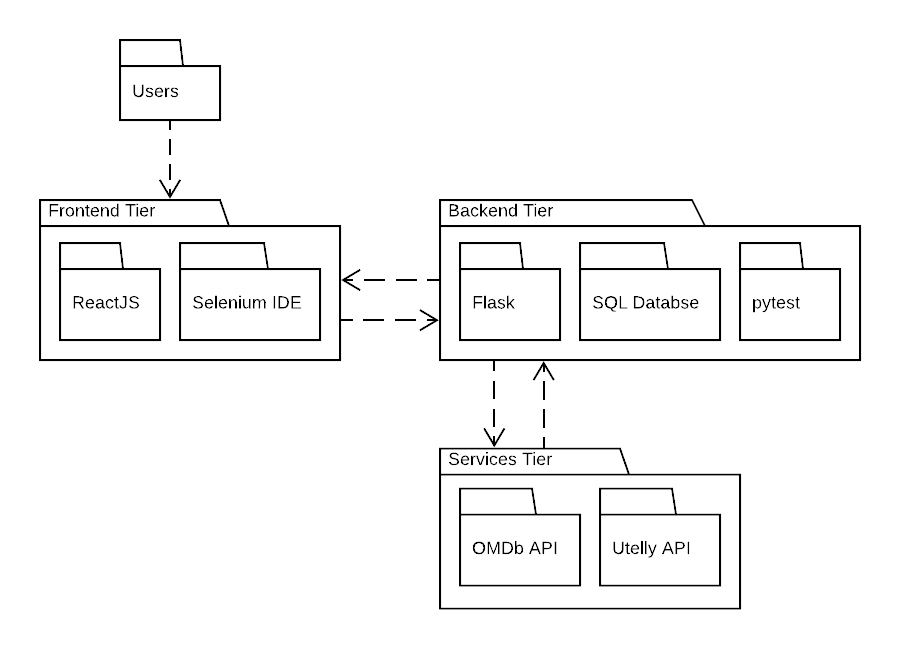 Users
Frontend Tier
ReactJS
Selenium IDE
Backend Tier
Flask
SQL Databse
pytest
Services Tier
OMDb API
Utelly API